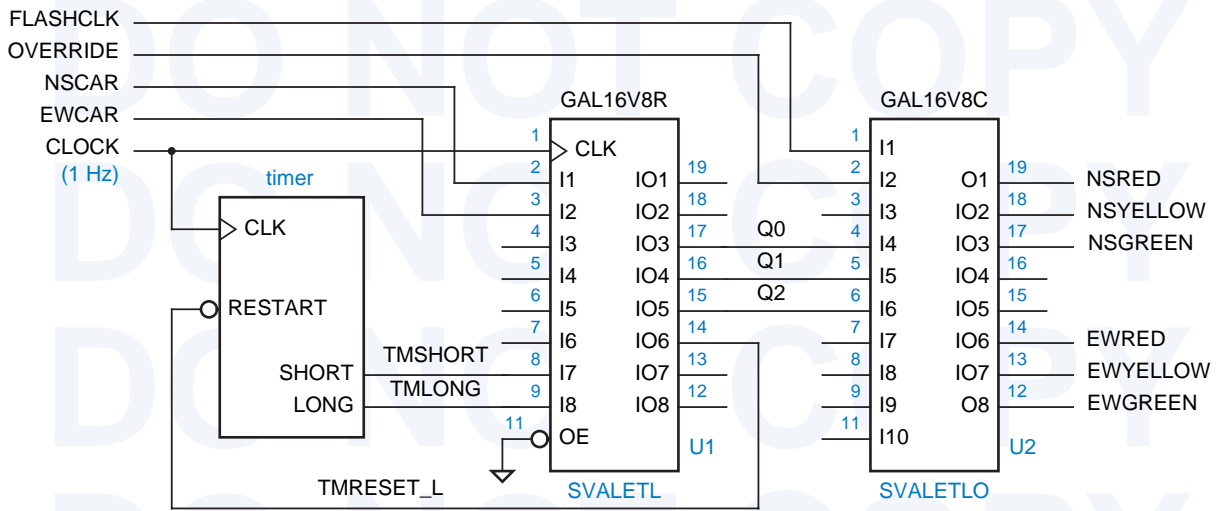 DO NOT COPY
FLASHCLK
OVERRIDE
NSCAR
EWCAR
CLOCK
(1 Hz)
timer
CLK
RESTART
SHORT
LONG
TMSHORT
TMLONG
TMRESET_L
GAL16V8R
1 CLK
2 I1 IO1 19
3 I2 IO2 18
4 I3 IO3 17
5 I4 IO4 16
6 I5 IO5 15
7 I6 IO6 14
8 I7 IO7 13
9 I8 IO8 12
11 OE
U1
SVALETL
Q0
Q1
Q2
GAL16V8C
1 I1
2 I2 O1 19 NSRED
3 I3 IO2 18 NSYELLOW
4 I4 IO3 17 NSGREEN
5 I5 IO4 16
6 I6 IO5 15
7 I7 IO6 14 EWRED
8 I8 IO7 13 EWYELLOW
9 I9 O8 12 EWGREEN
11 I10
U2
SVALETLO
DO NOT COPY
DO NOT COPY
DO NOT COPY